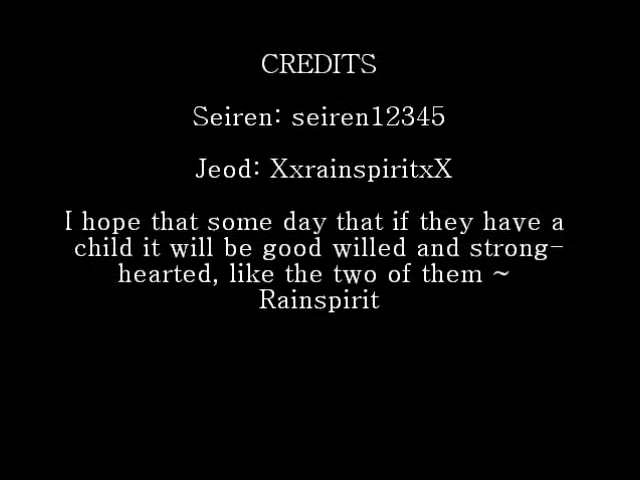 CREDITS
Seiren: seiren12345
Jeod: XxrainspiritxX
I hope that some day that if they have a
child it will be good willed and strong-
hearted, like the two of them ~
Rainspirit